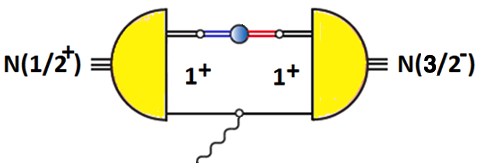 N(1/2⁺) N(3/2⁻)
1⁺ 1⁺